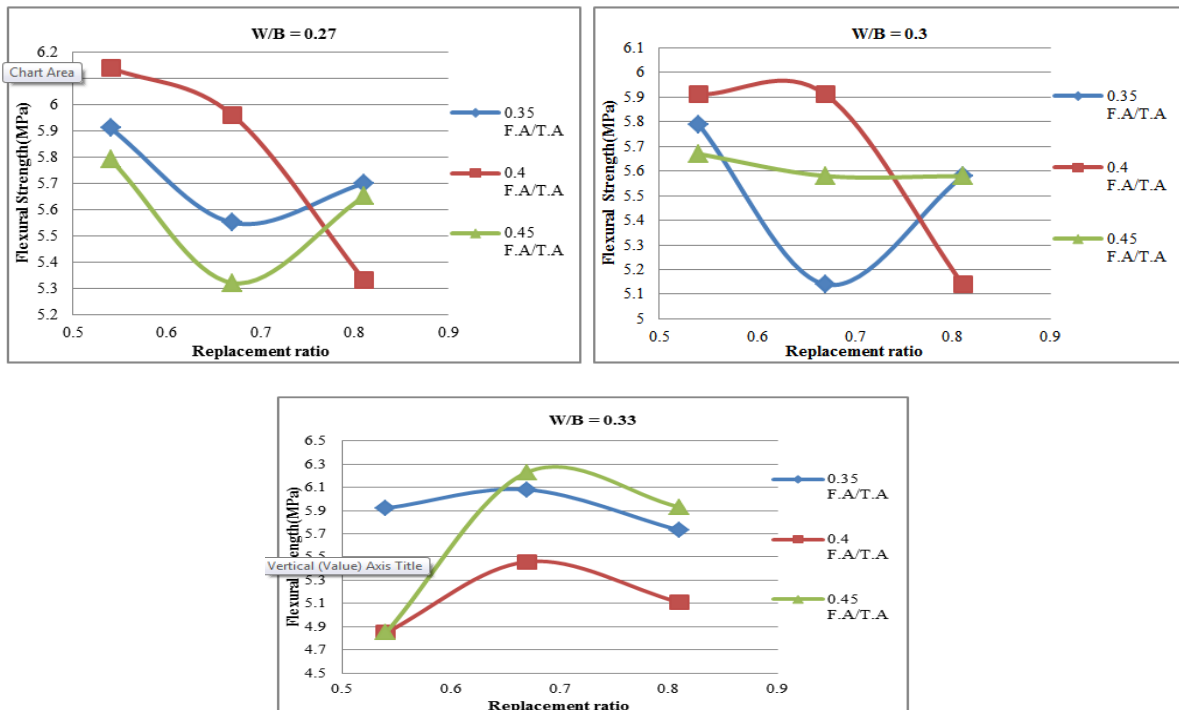 W/B = 0.27
6.2
Chart Area
6
5.9
5.8
5.7
5.6
5.5
5.4
5.3
5.2
0.5
0.6
0.7
0.8
0.9
Flexural Strength(MPa)
Replacement ratio
0.35
F.A/T.A
0.4
F.A/T.A
0.45
F.A/T.A
W/B = 0.3
6.1
6
5.9
5.8
5.7
5.6
5.5
5.4
5.3
5.2
5.1
5
0.5
0.6
0.7
0.8
0.9
Flexural Strength(MPa)
Replacement ratio
0.35
F.A/T.A
0.4
F.A/T.A
0.45
F.A/T.A
W/B = 0.33
6.5
6.3
6.1
5.9
5.7
5.5
Vertical (Value) Axis Title
5.3
5.1
4.9
4.7
4.5
0.5
0.6
0.7
0.8
0.9
Flexural Strength(MPa)
Replacement ratio
0.35
F.A/T.A
0.4
F.A/T.A
0.45
F.A/T.A